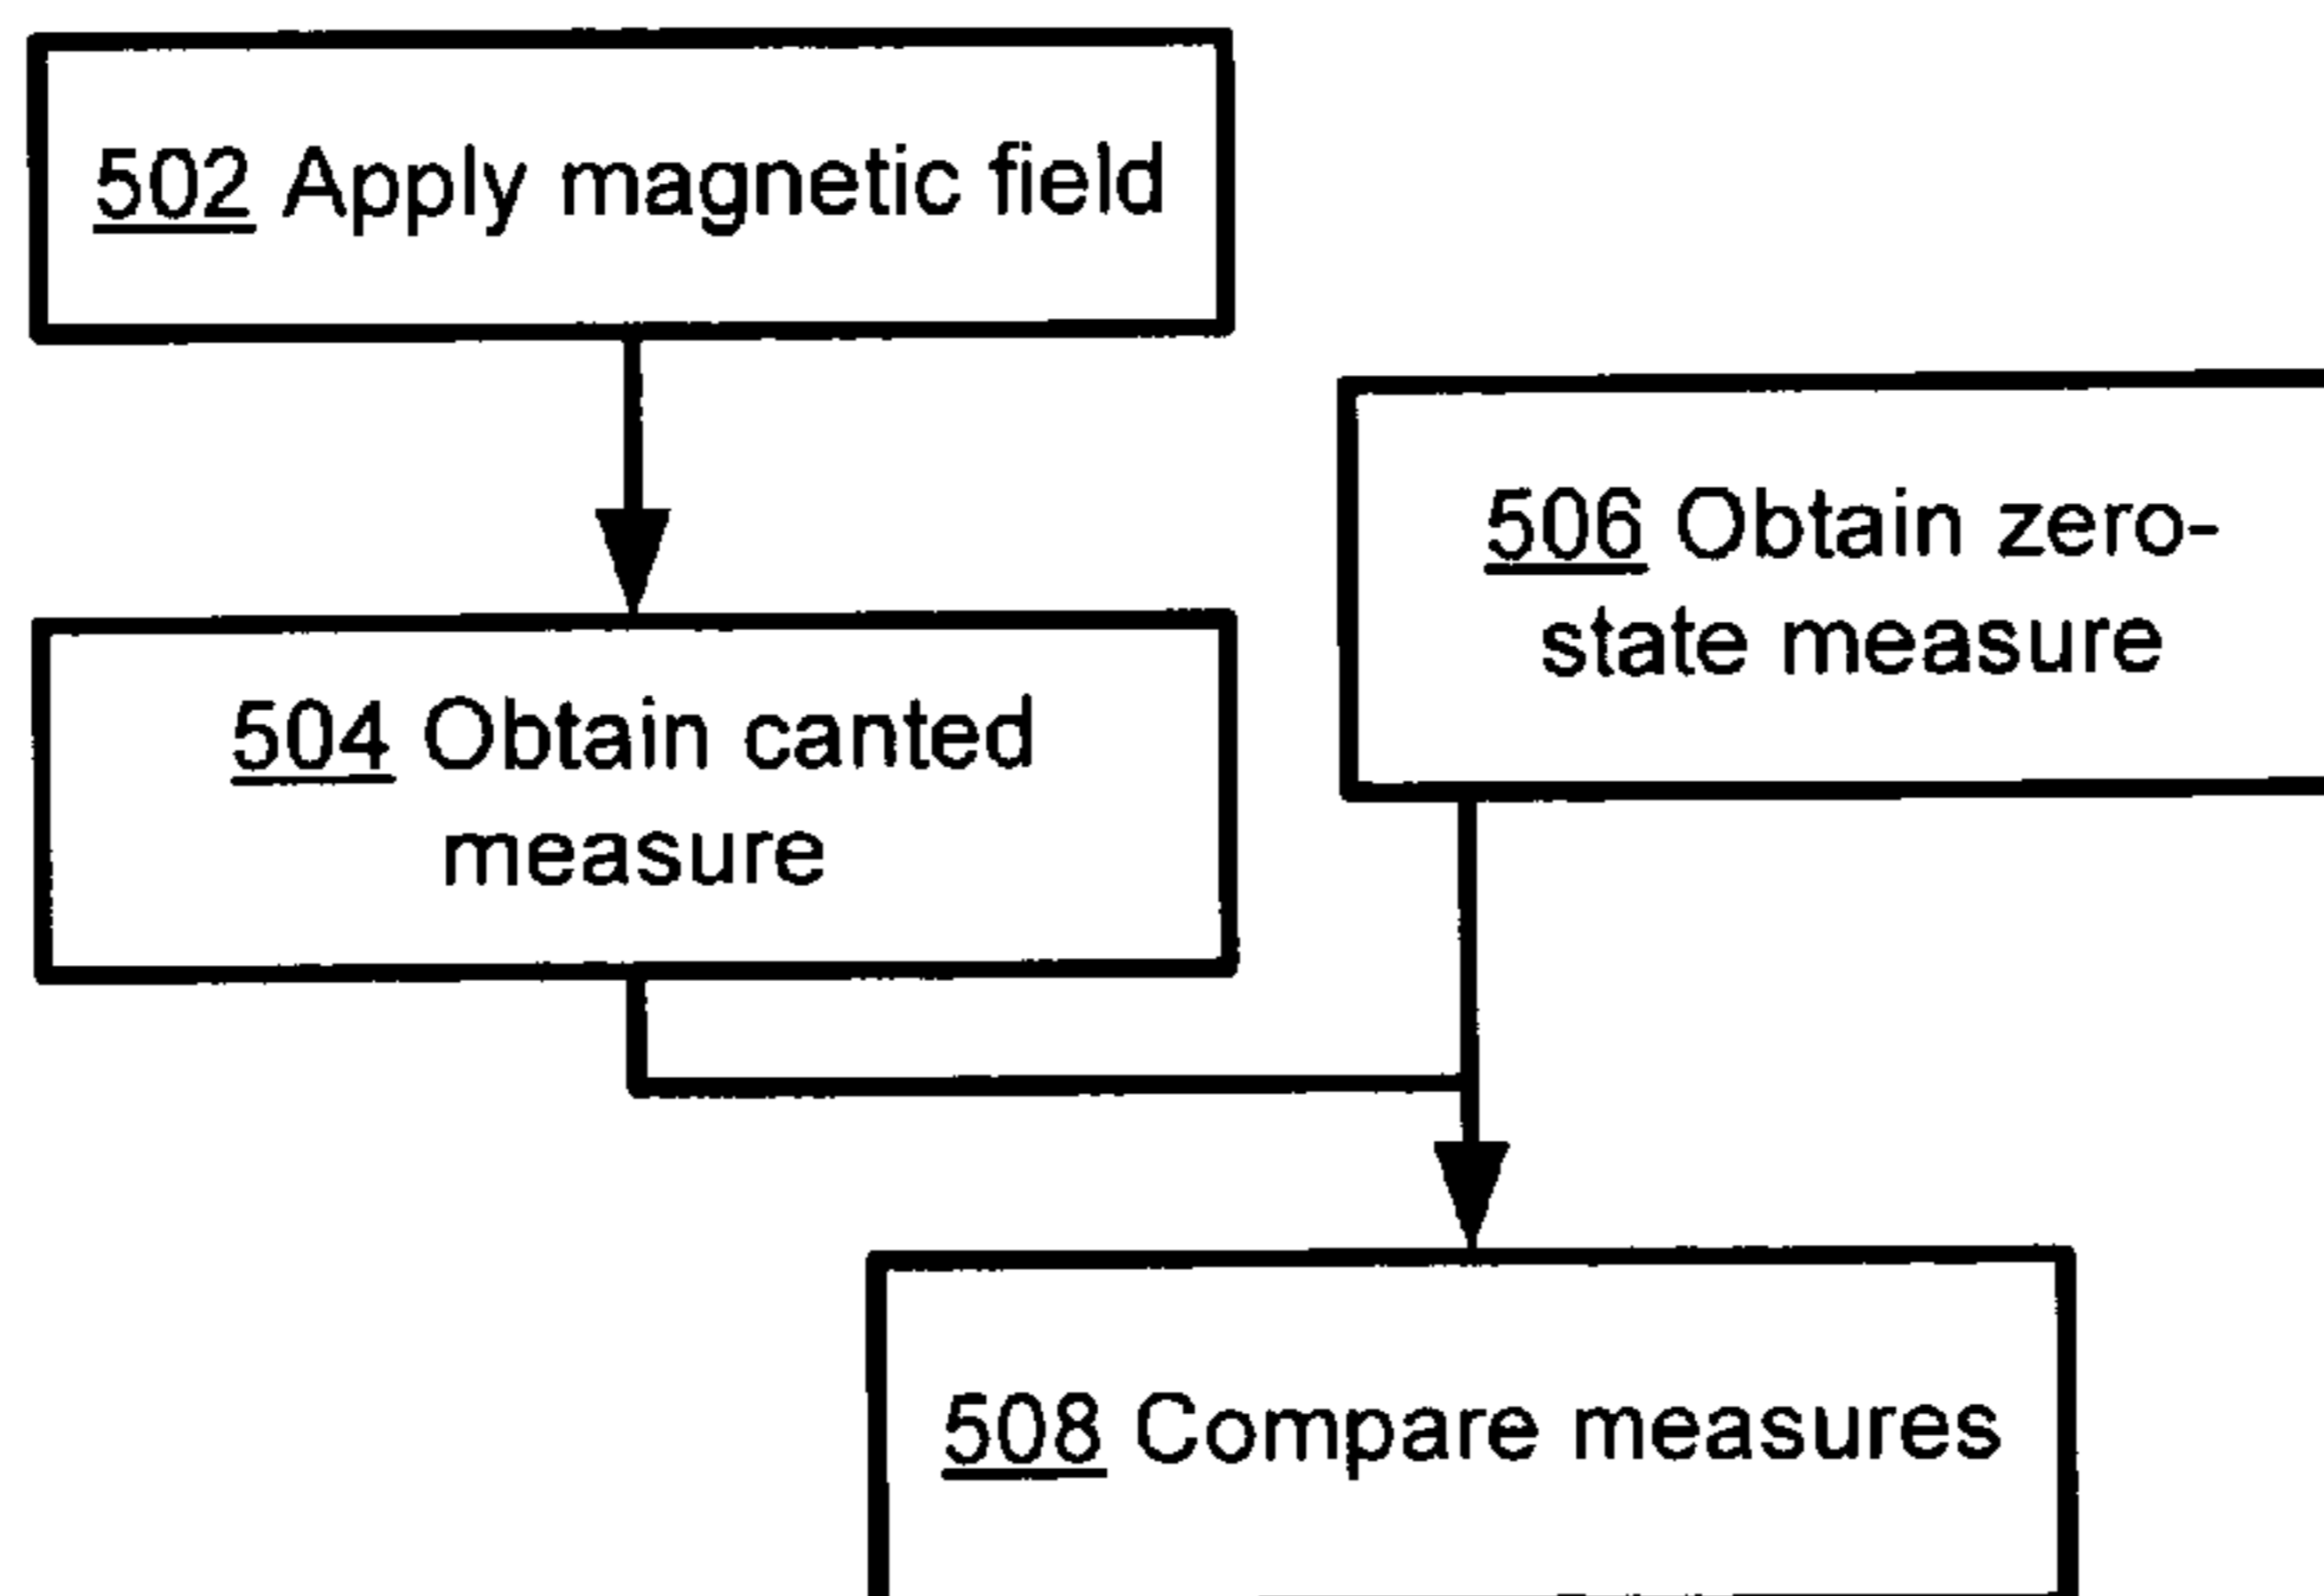 502 Apply magnetic field
504 Obtain canted
measure
506 Obtain zero-
state measure
508 Compare measures